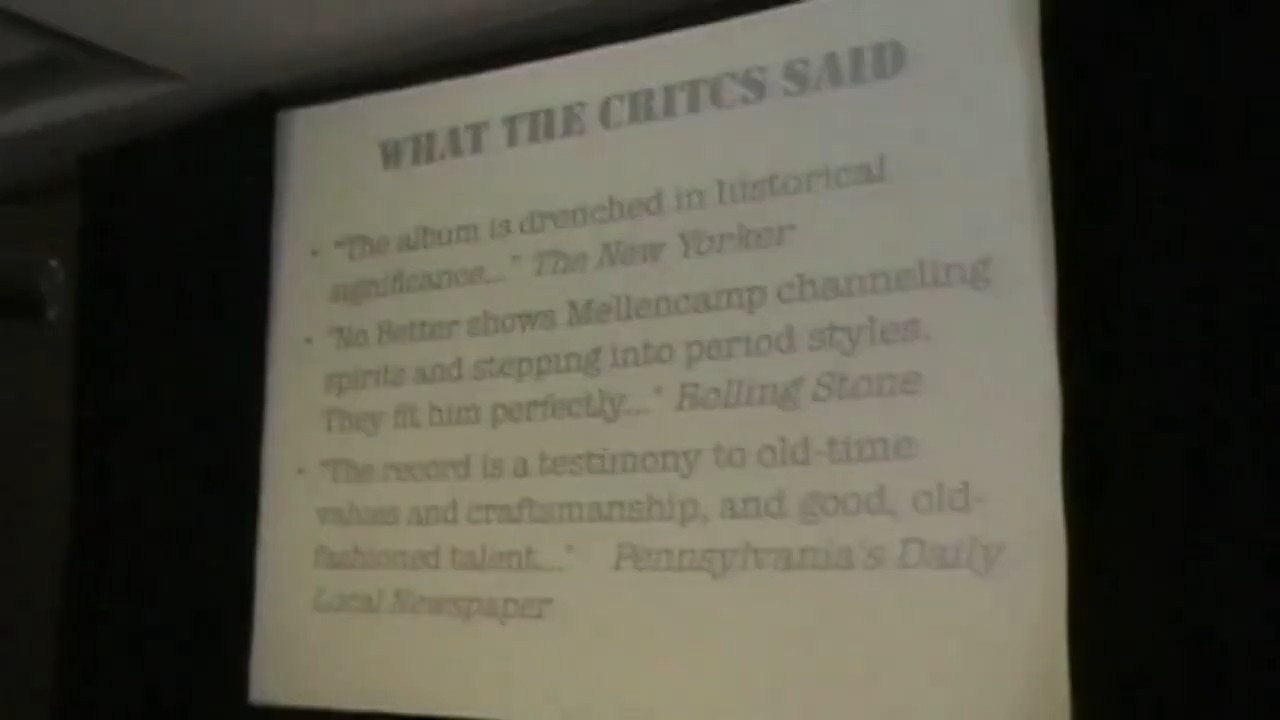 WHAT THE CRITCS SAID
• "The album is drenched in historical
significance..." The New Yorker
• "No Better shows Mellencamp channeling
spirits and stepping into period styles.
They fit him perfectly..." Rolling Stone
• "The record is a testimony to old-time
values and craftsmanship, and good, old-
fashioned talent..." Pennsylvania's Daily
Local Newspaper